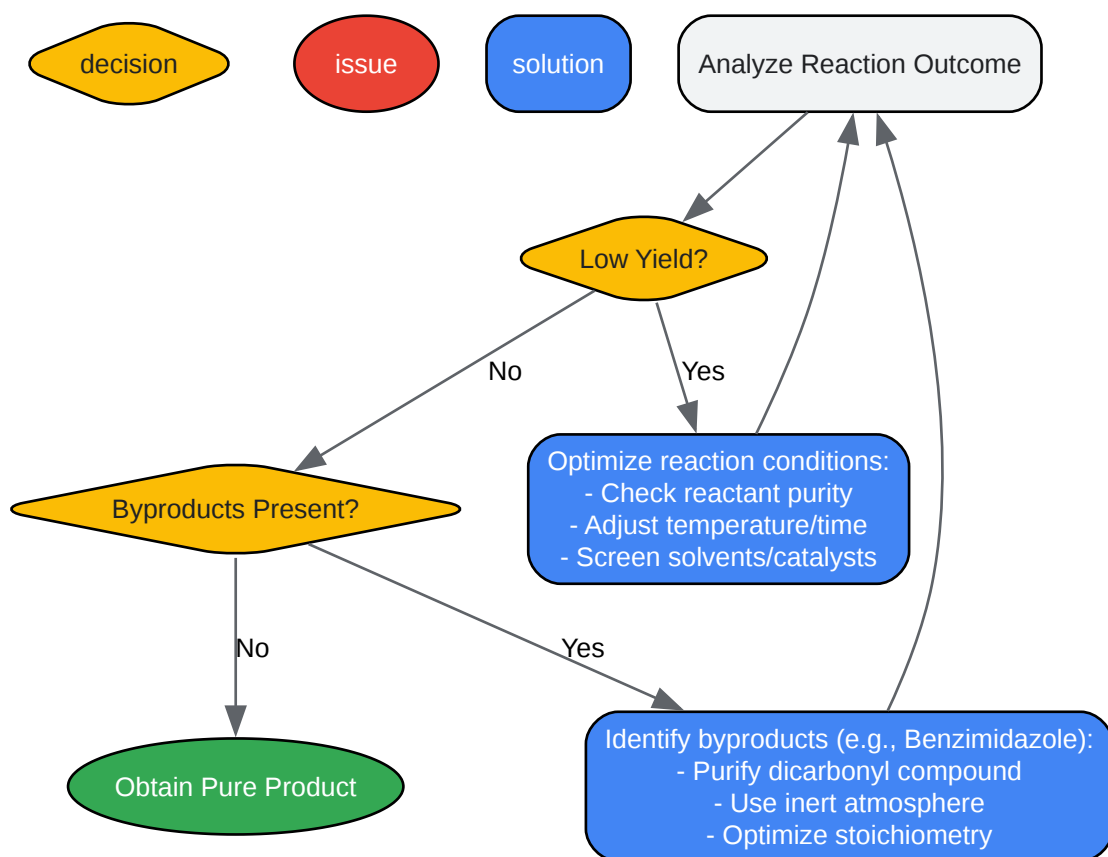 decision
issue
solution
Analyze Reaction Outcome
Low Yield?
No
Yes
Optimize reaction conditions:
- Check reactant purity
- Adjust temperature/time
- Screen solvents/catalysts
Byproducts Present?
No
Yes
Obtain Pure Product
Identify byproducts (e.g., Benzimidazole):
- Purify dicarbonyl compound
- Use inert atmosphere
- Optimize stoichiometry